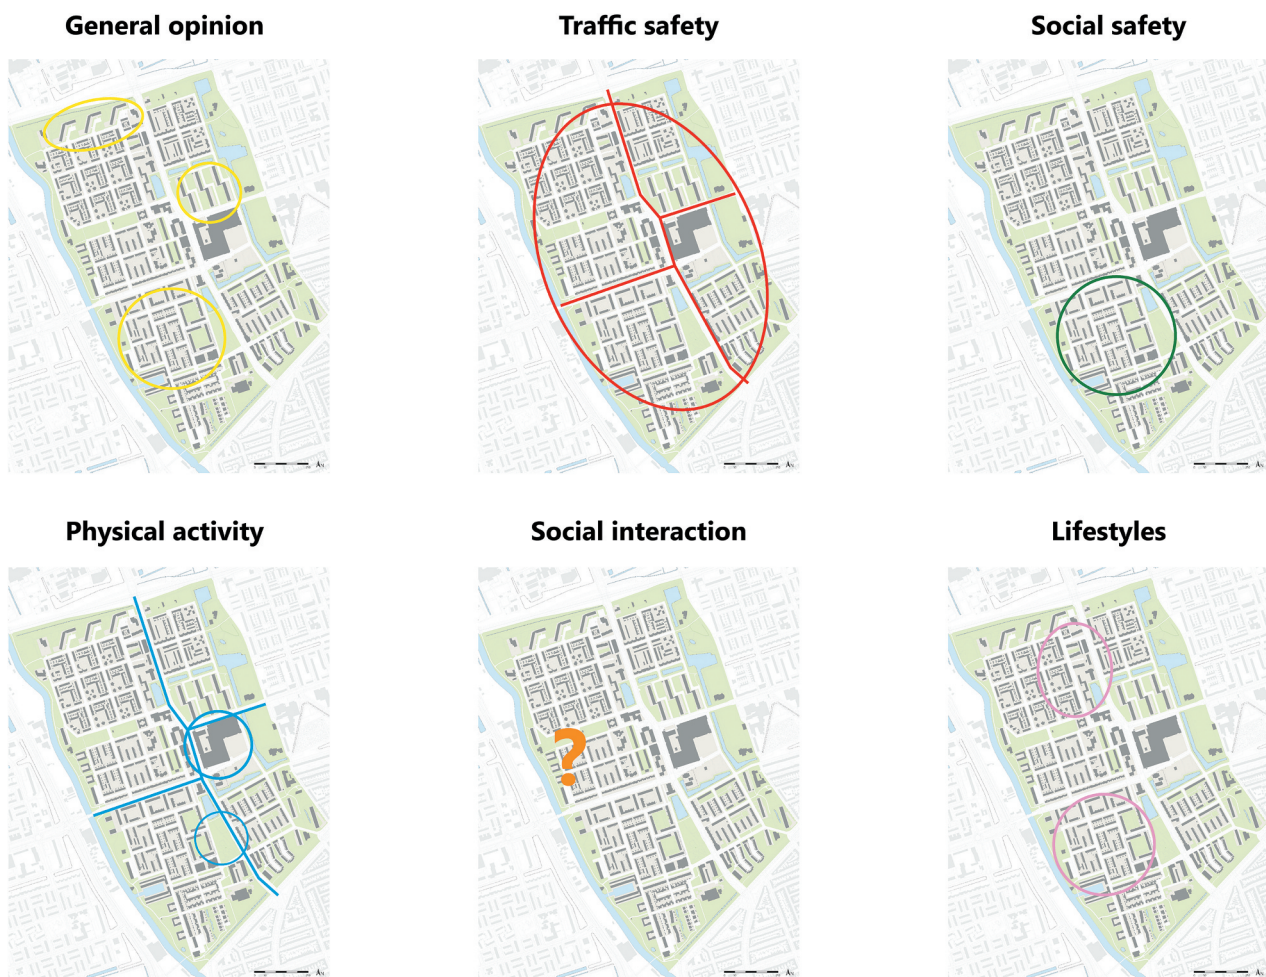 General opinion
Traffic safety
Social safety
Physical activity
Social interaction
Lifestyles
?